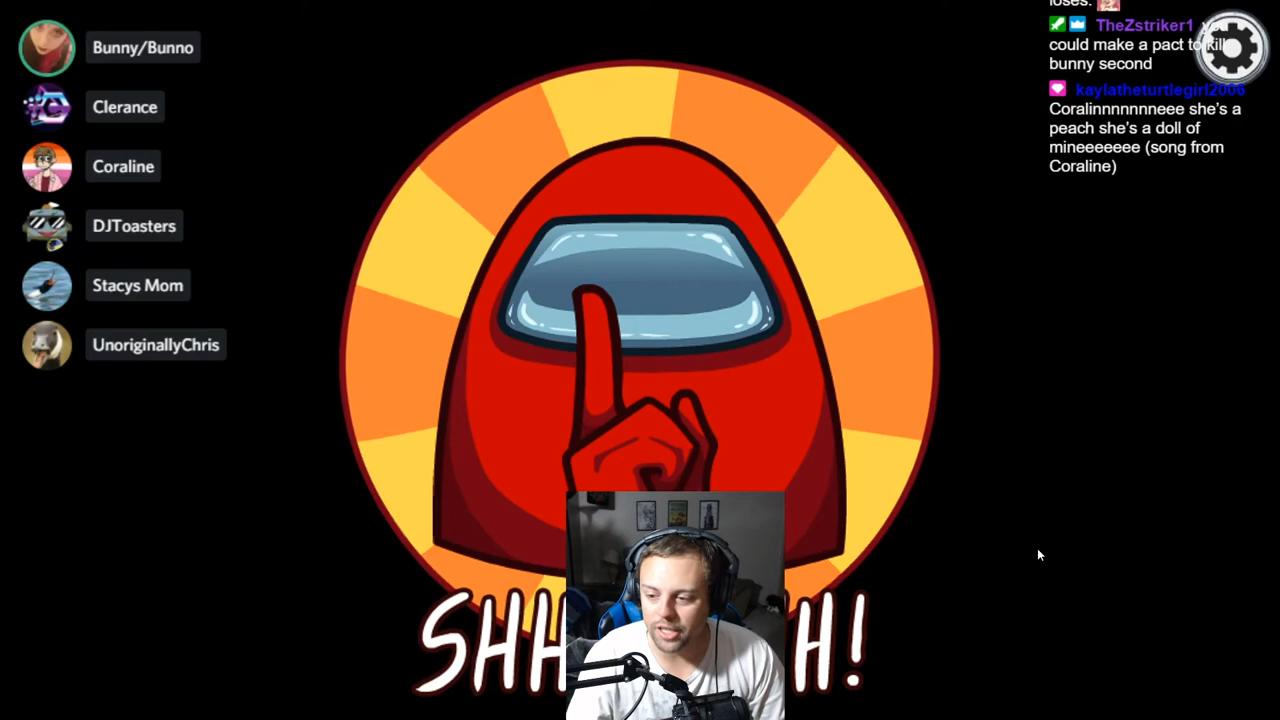 Bunny/Bunno
Clerance
Coraline
DJToasters
Stacys Mom
UnoriginallyChris
loses.
TheZstriker1 you
could make a pact to kill
bunny second
kaylatheturtlegirl2006
Coralinnnnnnneee she's a
peach she's a doll of
mineeeeeee (song from
Coraline)
SHH H!